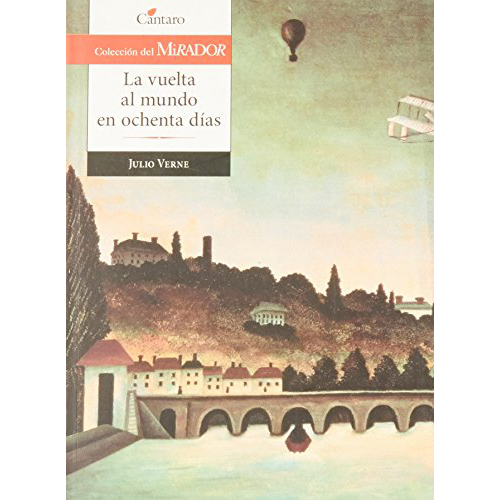 Cántaro
Colección del MiRADOR
La vuelta
al mundo
en ochenta días
JULIO VERNE